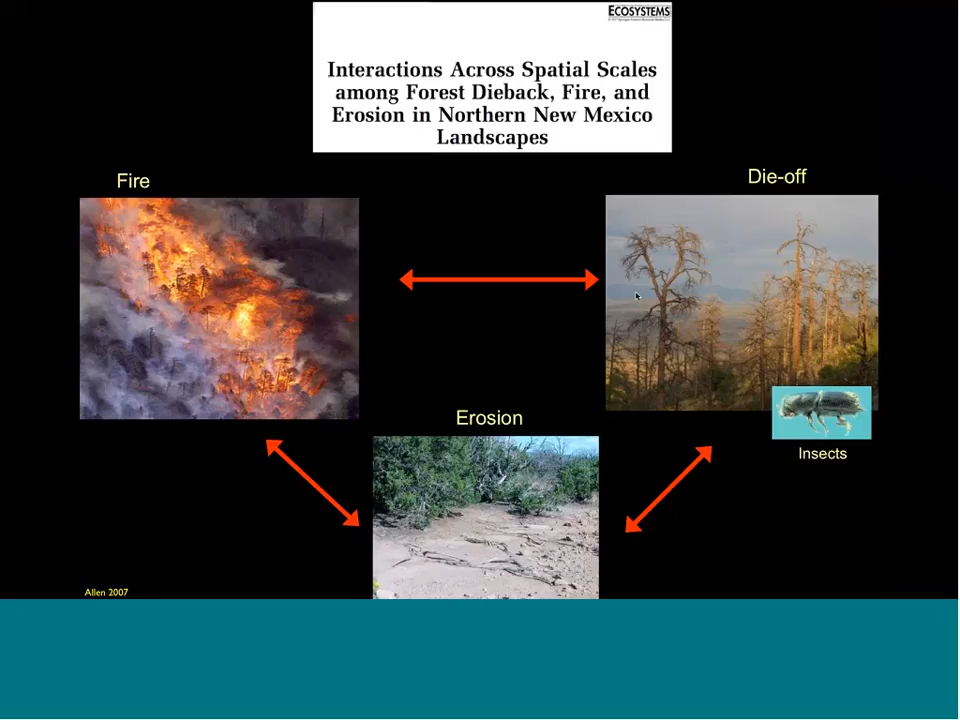 ECOSYSTEMS
Interactions Across Spatial Scales
among Forest Dieback, Fire, and
Erosion in Northern New Mexico
Landscapes
Fire
Die-off
Erosion
Insects
Allen 2007